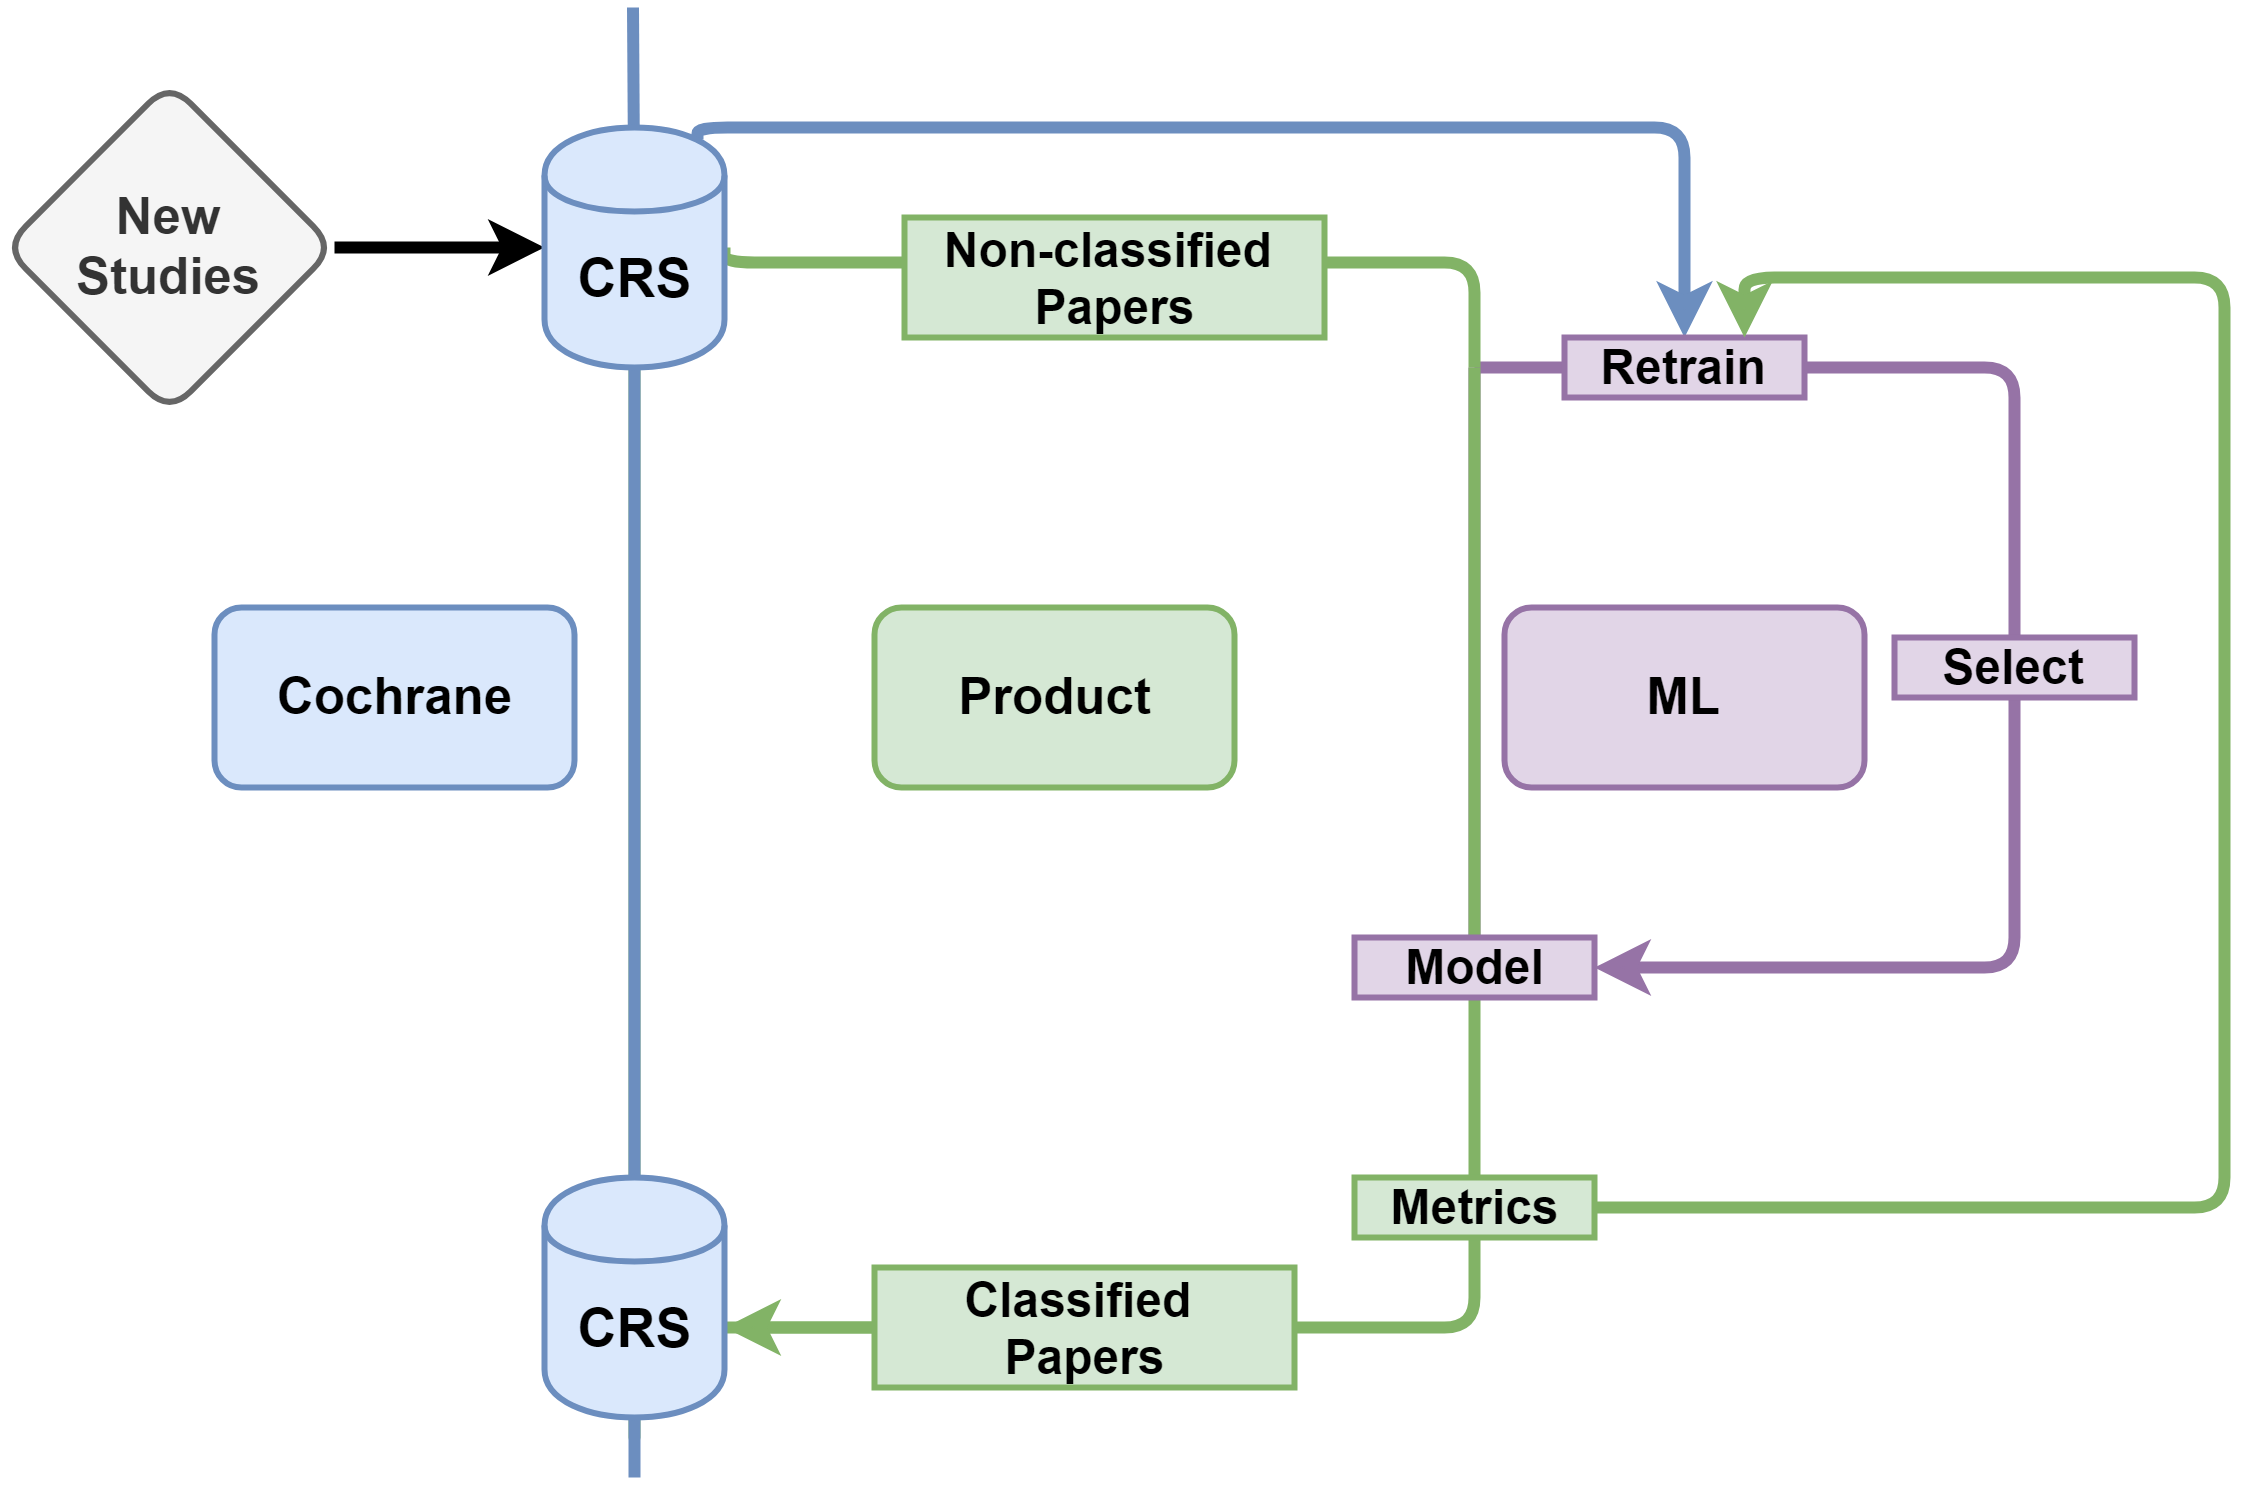 New
Studies
CRS
Non-classified
Papers
Retrain
Cochrane
Product
ML
Select
Model
Metrics
CRS
Classified
Papers